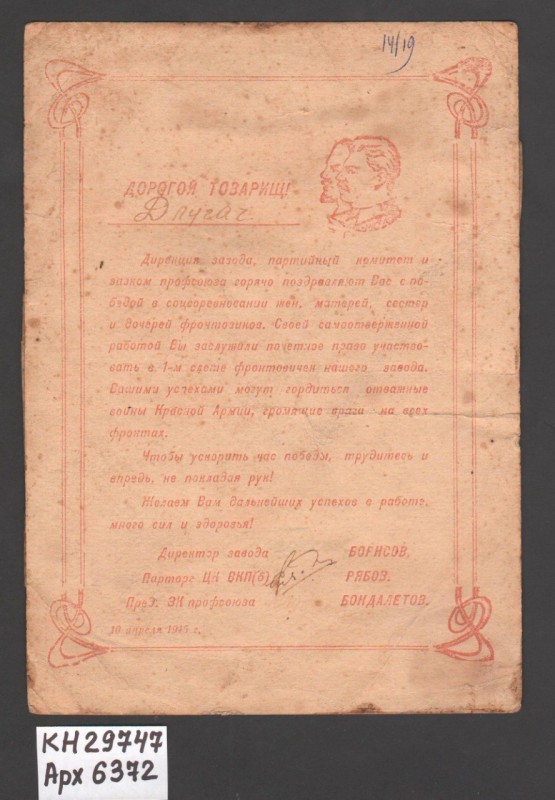 14/19
ДОРОГОЙ ТОВАРИЩ!
Длугач
Дирекция завода, партийный комитет и
завком профсоюза горячо поздравляют Вас с по-
бедой в соцсоревновании жен, матерей, сестер
и дочерей фронтовиков. Своей самоотверженной
работой Вы заслужили почетное право участво-
вать в 1-м слете фронтовичек нашего завода.
Вашими успехами могут гордиться отважные
воины Красной Армии, громящие врага на всех
фронтах.
Чтобы ускорить час победы, трудитесь и
впредь, не покладая рук!
Желаем Вам дальнейших успехов в работе,
много сил и здоровья!
Директор завода БОРИСОВ.
Парторг ЦК ВКП(б) РЯБОВ.
Пред. ЗК профсоюза БОНДАЛЕТОВ.
10 апреля 1945 г.
КН29747
Арх 6372